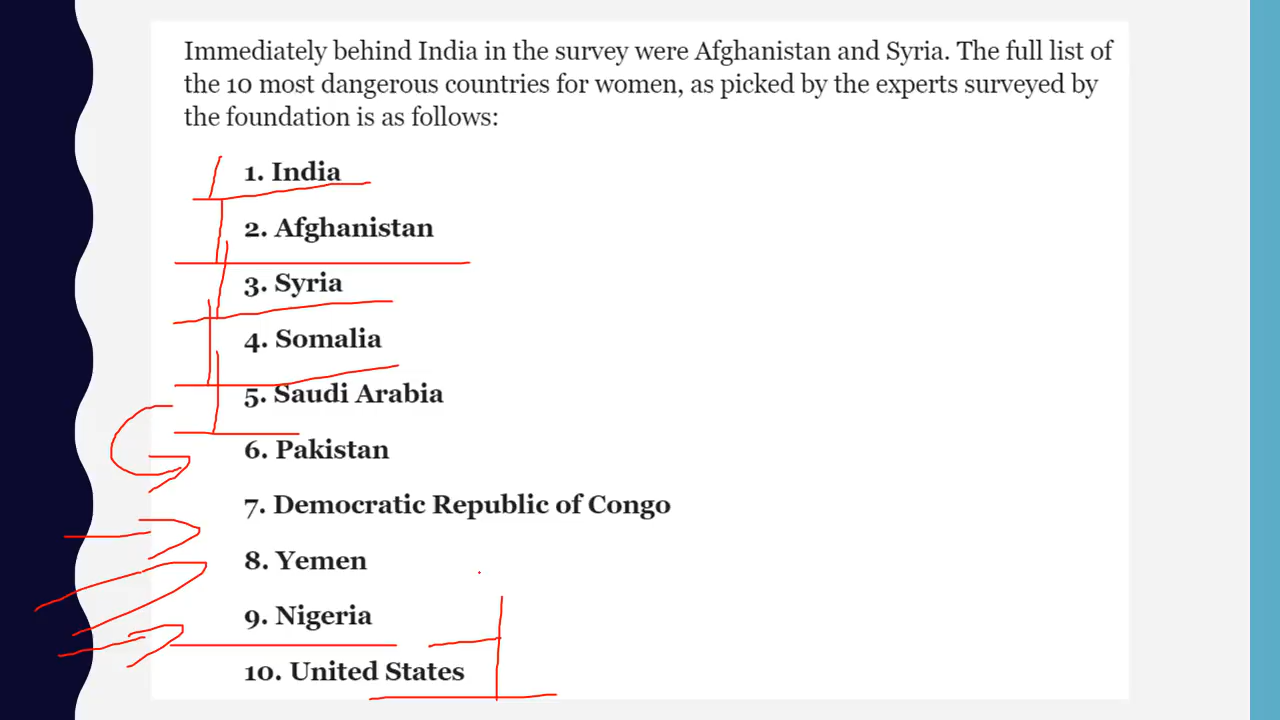 Immediately behind India in the survey were Afghanistan and Syria. The full list of
the 10 most dangerous countries for women, as picked by the experts surveyed by
the foundation is as follows:
1. India
2. Afghanistan
3. Syria
4. Somalia
5. Saudi Arabia
6. Pakistan
7. Democratic Republic of Congo
8. Yemen
9. Nigeria
10. United States